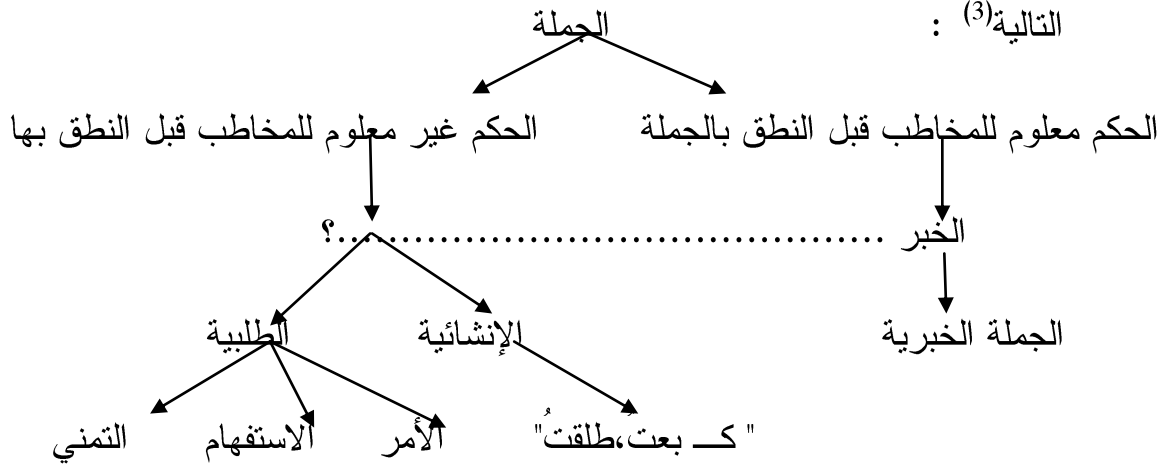 التالية(3) :
الجملة
الحكم معلوم للمخاطب قبل النطق بالجملة الحكم غير معلوم للمخاطب قبل النطق بها
الخبر ............................................؟
الجملة الخبرية الإنشائية الطلبية
" كـــ بعتُ،طلقتُ" الأمر الاستفهام التمني